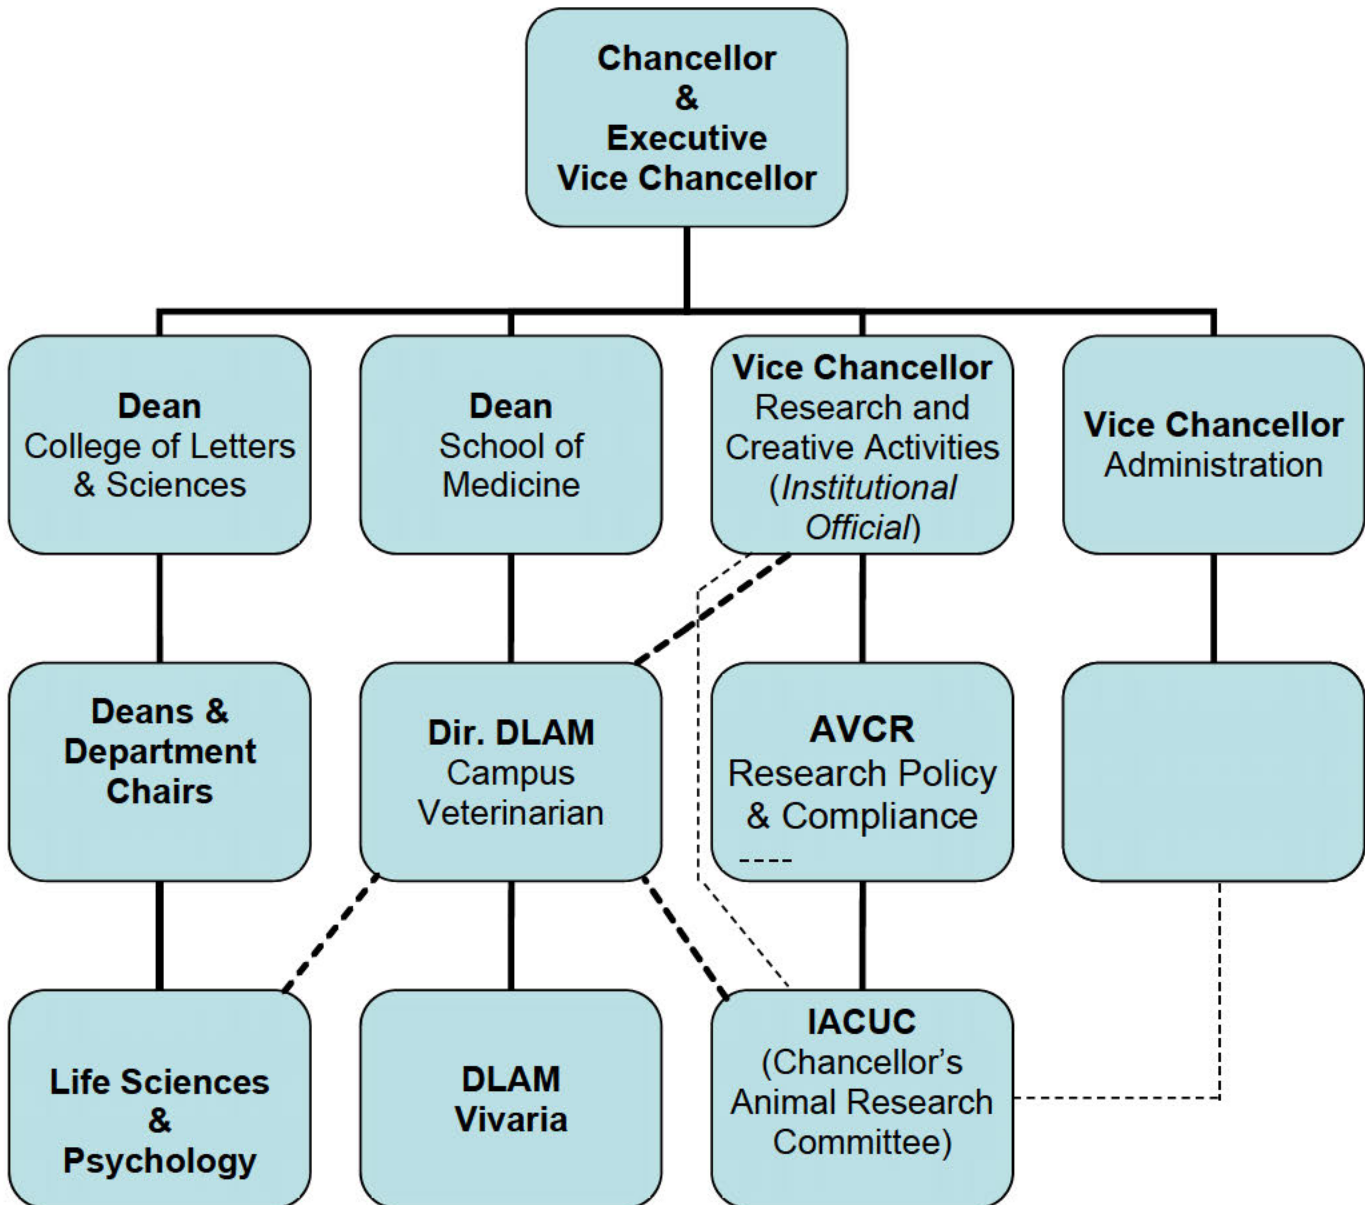 Chancellor
&
Executive
Vice Chancellor
Dean
College of Letters
& Sciences
Dean
School of
Medicine
Vice Chancellor
Research and
Creative Activities
(Institutional
Official)
Vice Chancellor
Administration
Deans &
Department
Chairs
Dir. DLAM
Campus
Veterinarian
AVCR
Research Policy
& Compliance
Life Sciences
&
Psychology
DLAM
Vivaria
IACUC
(Chancellor’s
Animal Research
Committee)